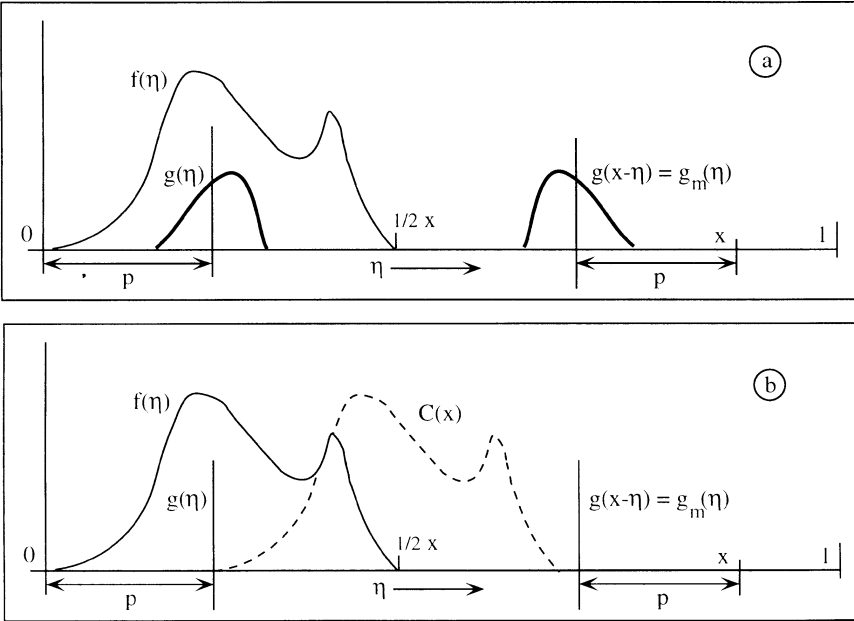 a
f(η)
g(η)
g(x-η) = gm(η)
1/2 x
0
x
l
p
η
p
b
f(η)
C(x)
g(η)
g(x-η) = gm(η)
1/2 x
0
x
l
p
η
p